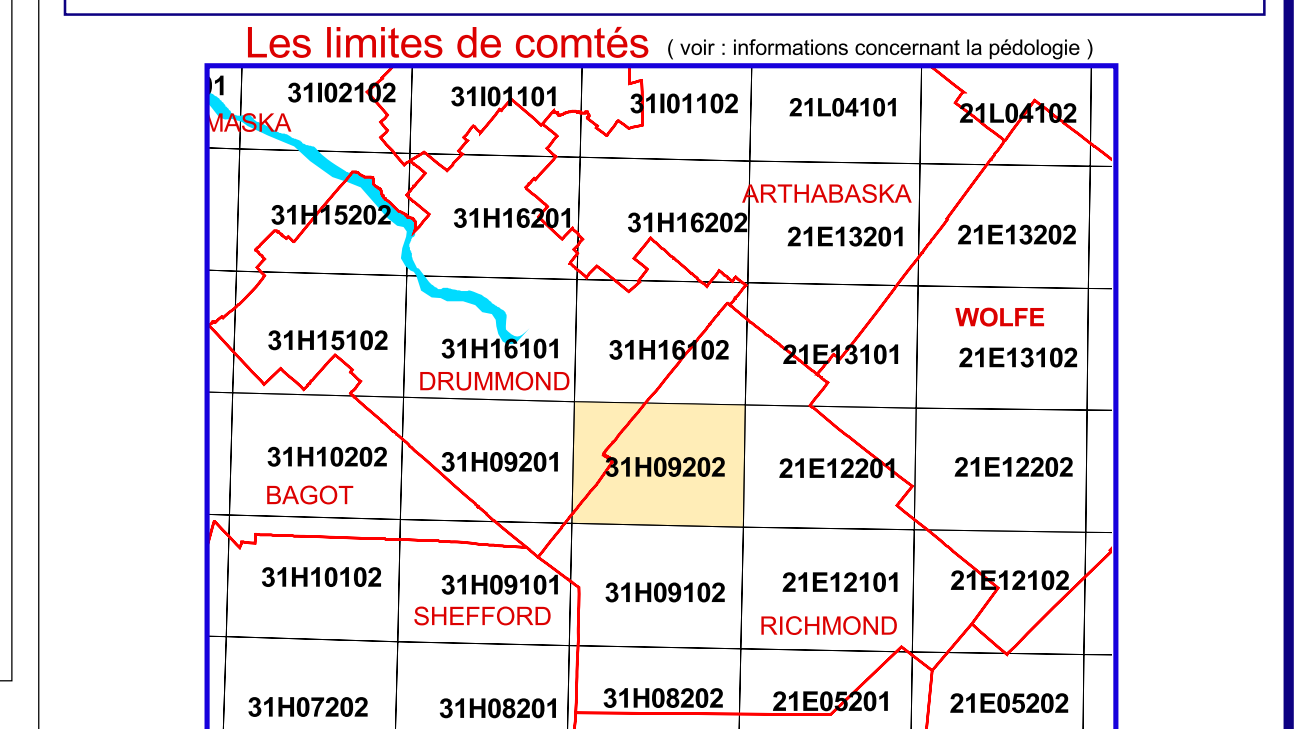 Les limites de comtés ( voir : informations concernant la pédologie )
01 31I02102 31I01101 31I01102 21L04101 21L04102
MASKA
ARTHABASKA
31H15202 31H16201 31H16202 21E13201 21E13202
WOLFE
31H15102 31H16101 31H16102 21E13101 21E13102
DRUMMOND
31H10202 31H09201 31H09202 21E12201 21E12202
BAGOT
31H10102 31H09101 31H09102 21E12101 21E12102
SHEFFORD RICHMOND
31H07202 31H08201 31H08202 21E05201 21E05202